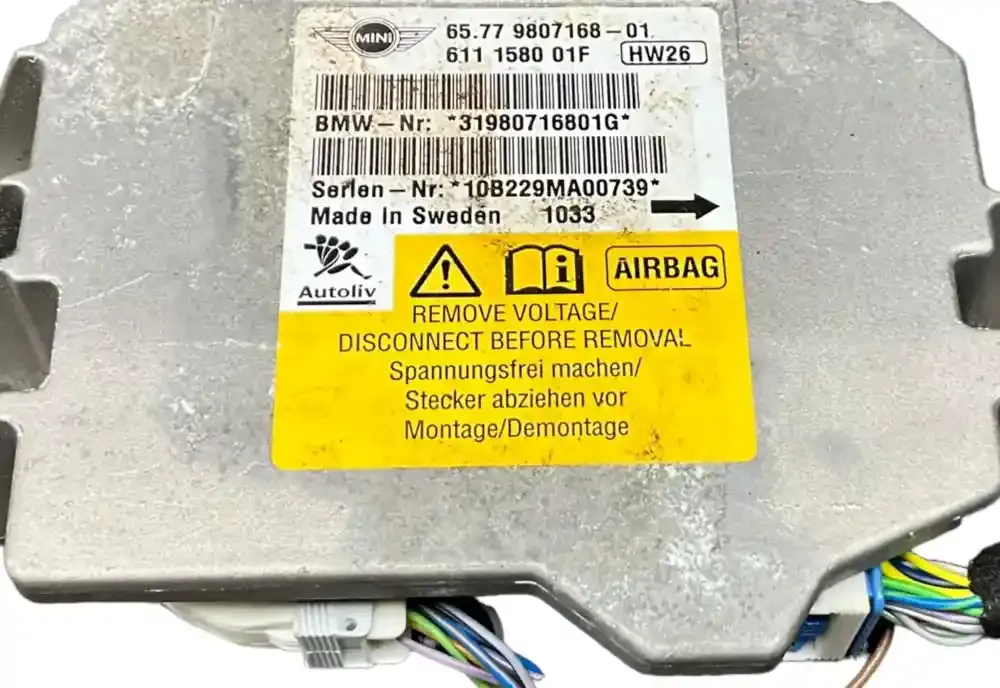 MINI
65.77 9807168-01
611 1580 01F HW26
BMW-Nr: *31980716801G*
Serien-Nr: *10B229MA00739*
Made in Sweden 1033
Autoliv
AIRBAG
REMOVE VOLTAGE/
DISCONNECT BEFORE REMOVAL
Spannungsfrei machen/
Stecker abziehen vor
Montage/Demontage